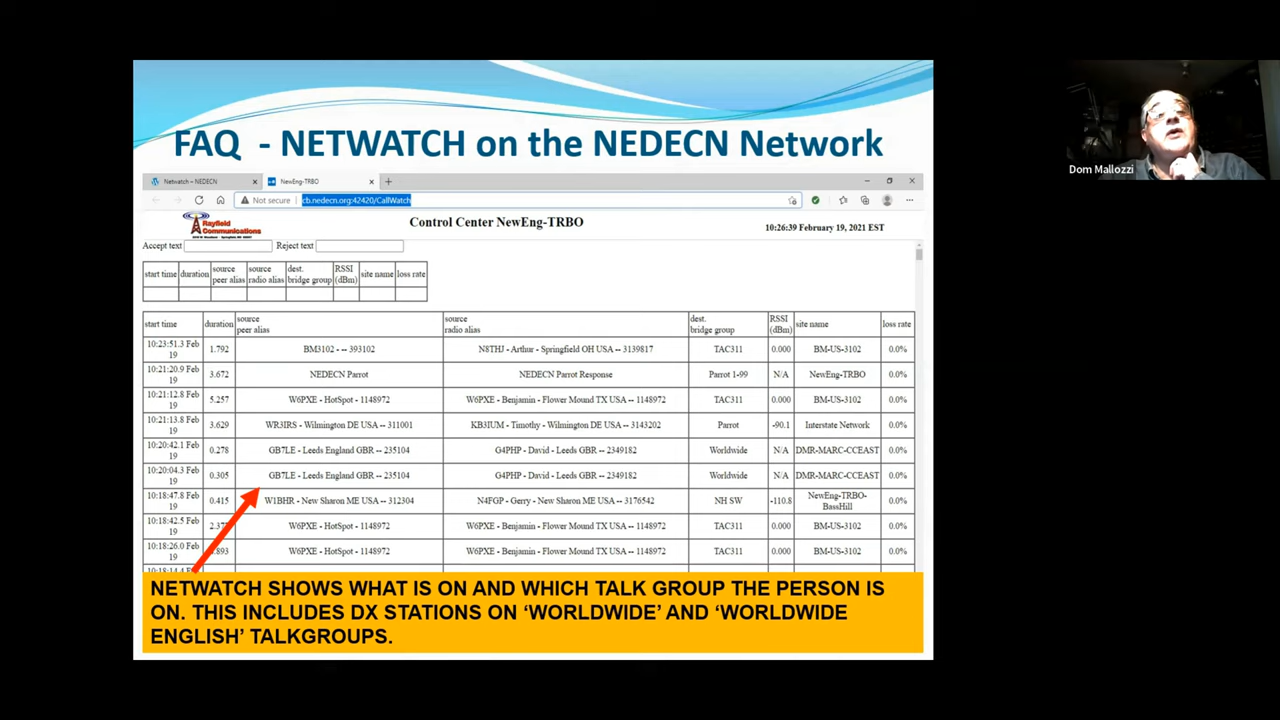 FAQ - NETWATCH on the NEDECN Network
Netwatch – NEDECN
NewEng-TRBO
Not secure
cb.nedecn.org:42420/CallWatch
Rayfield
Communications
Control Center NewEng-TRBO
10:26:39 February 19, 2021 EST
Accept text Reject text
start time duration source peer alias source radio alias dest. bridge group RSSI (dBm) site name loss rate
start time duration source peer alias source radio alias dest. bridge group RSSI (dBm) site name loss rate
10:23:51.3 Feb 19 1.792 BM3102 - -- 393102 N8THJ - Arthur - Springfield OH USA -- 3139817 TAC311 0.000 BM-US-3102 0.0%
10:21:20.9 Feb 19 3.672 NEDECN Parrot NEDECN Parrot Response Parrot 1-99 N/A NewEng-TRBO 0.0%
10:21:12.8 Feb 19 5.257 W6PXE - HotSpot - 1148972 W6PXE - Benjamin - Flower Mound TX USA -- 1148972 TAC311 0.000 BM-US-3102 0.0%
10:21:13.8 Feb 19 3.629 WR3IRS - Wilmington DE USA -- 311001 KB3IUM - Timothy - Wilmington DE USA -- 3143202 Parrot -90.1 Interstate Network 0.0%
10:20:42.1 Feb 19 0.278 GB7LE - Leeds England GBR -- 235104 G4PHP - David - Leeds GBR -- 2349182 Worldwide N/A DMR-MARC-CCEAST 0.0%
10:20:04.3 Feb 19 0.305 GB7LE - Leeds England GBR -- 235104 G4PHP - David - Leeds GBR -- 2349182 Worldwide N/A DMR-MARC-CCEAST 0.0%
10:18:47.8 Feb 19 0.415 W1BHR - New Sharon ME USA -- 312304 N4FGP - Gerry - New Sharon ME USA -- 3176542 NH SW -110.8 NewEng-TRBO-BassHill 0.0%
10:18:42.5 Feb 19 W6PXE - HotSpot - 1148972 W6PXE - Benjamin - Flower Mound TX USA -- 1148972 TAC311 0.000 BM-US-3102 0.0%
10:18:26.0 Feb 19 W6PXE - HotSpot - 1148972 W6PXE - Benjamin - Flower Mound TX USA -- 1148972 TAC311 0.000 BM-US-3102 0.0%
NETWATCH SHOWS WHAT IS ON AND WHICH TALK GROUP THE PERSON IS
ON. THIS INCLUDES DX STATIONS ON ‘WORLDWIDE’ AND ‘WORLDWIDE
ENGLISH’ TALKGROUPS.
Dom Mallozzi